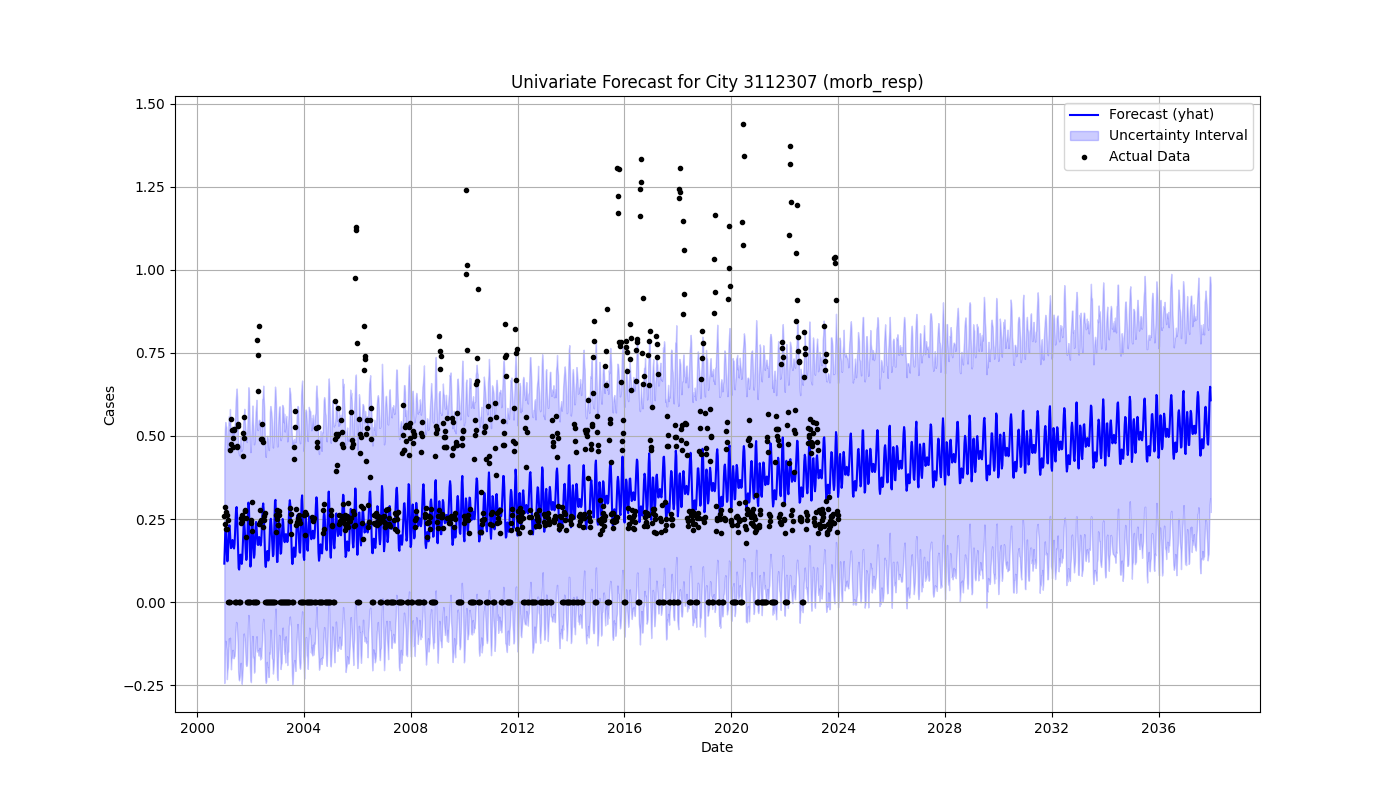 Univariate Forecast for City 3112307 (morb_resp)
Forecast (yhat)
Uncertainty Interval
Actual Data
Cases
1.50
1.25
1.00
0.75
0.50
0.25
0.00
−0.25
2000 2004 2008 2012 2016 2020 2024 2028 2032 2036
Date